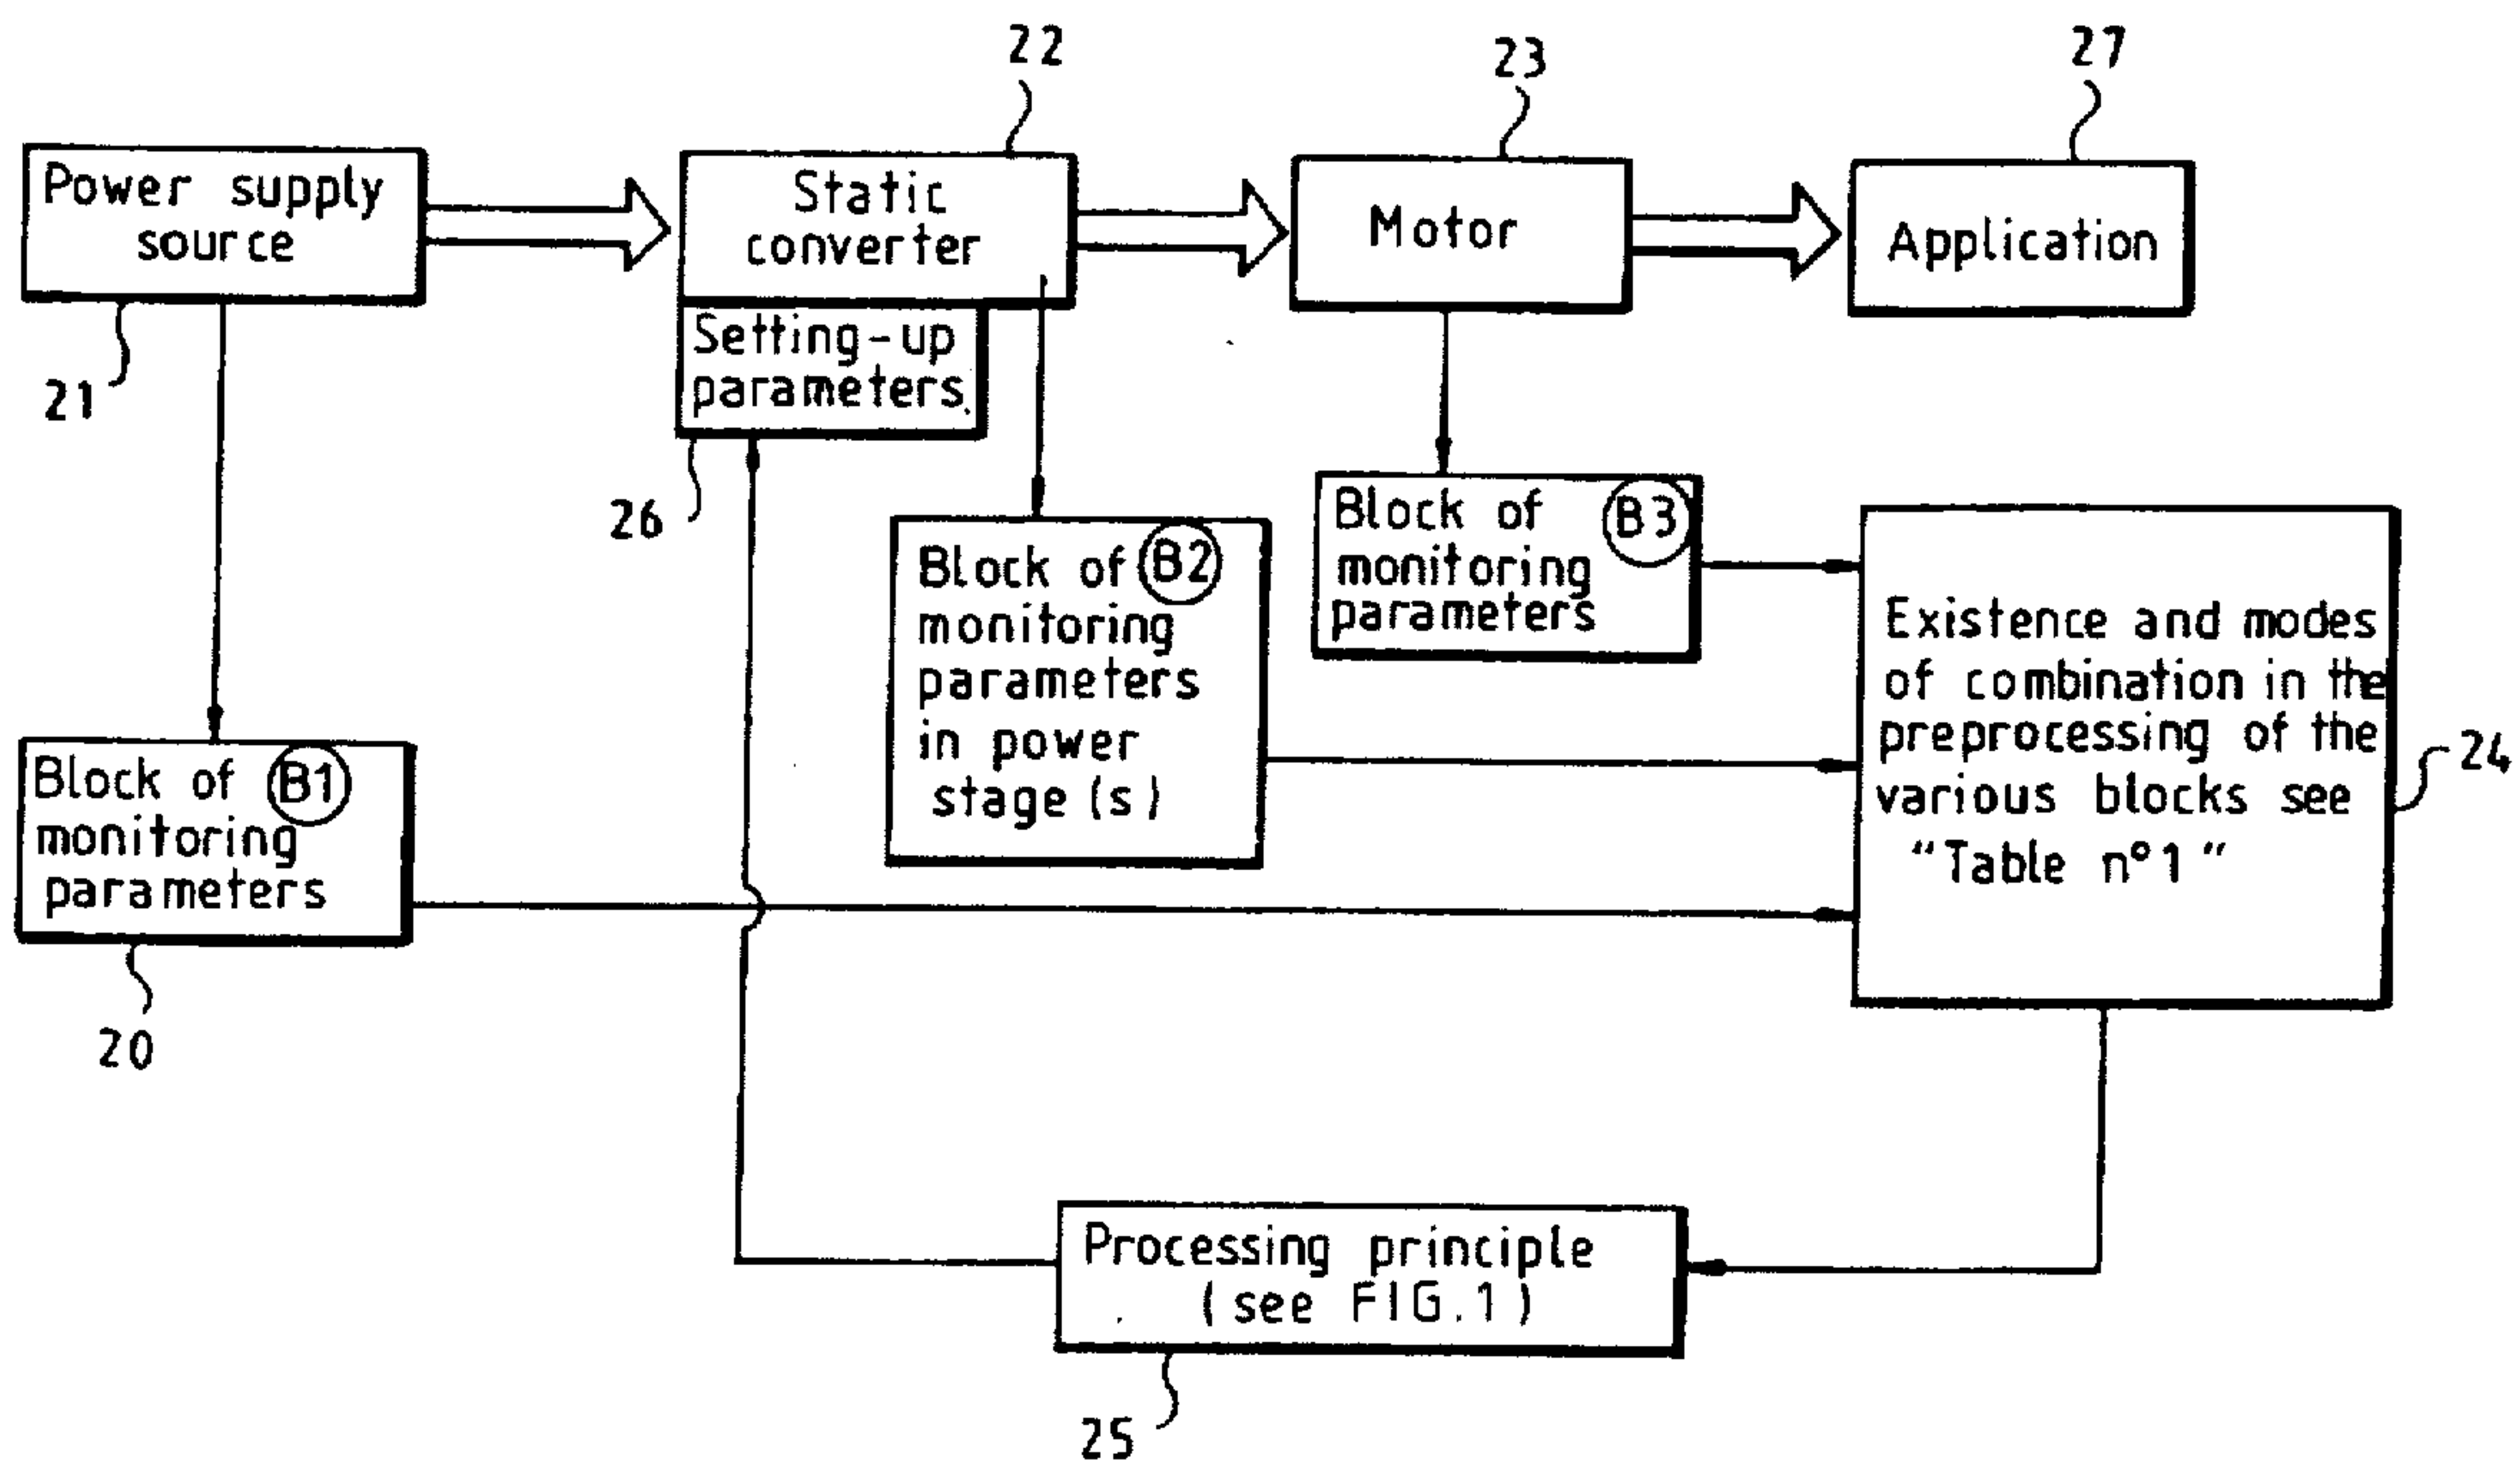 22
23
27
Power supply
source
Static
converter
Motor
Application
Setting-up
parameters
21
26
Block of B3
monitoring
parameters
Block of B2
monitoring
parameters
in power
stage (s)
Existence and modes
of combination in the
preprocessing of the
various blocks see
"Table n°1"
24
Block of B1
monitoring
parameters
20
Processing principle
(see FIG.1)
25